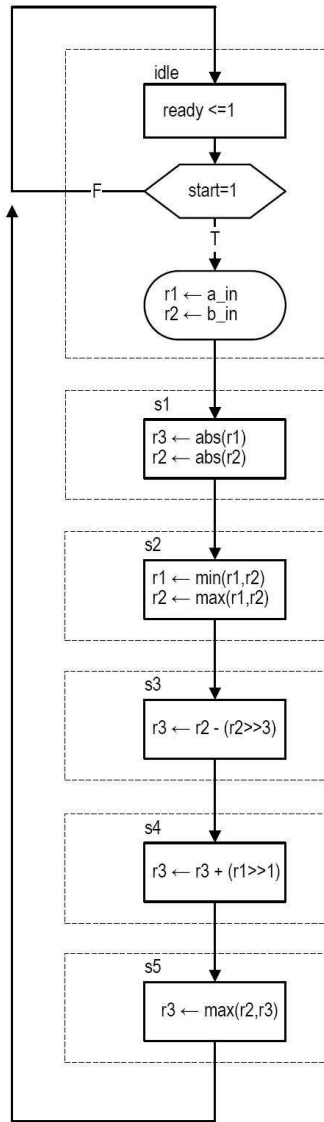 idle
ready <=1
start=1
F
T
r1 ← a_in
r2 ← b_in
s1
r3 ← abs(r1)
r2 ← abs(r2)
s2
r1 ← min(r1,r2)
r2 ← max(r1,r2)
s3
r3 ← r2 - (r2>>3)
s4
r3 ← r3 + (r1>>1)
s5
r3 ← max(r2,r3)